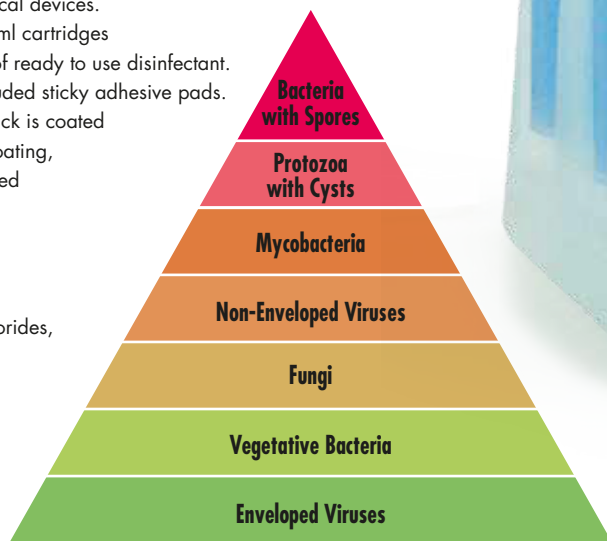 cal devices.
ml cartridges
of ready to use disinfectant.
uded sticky adhesive pads.
ck is coated
oating,
ed
orides,
Bacteria
with Spores
Protozoa
with Cysts
Mycobacteria
Non-Enveloped Viruses
Fungi
Vegetative Bacteria
Enveloped Viruses